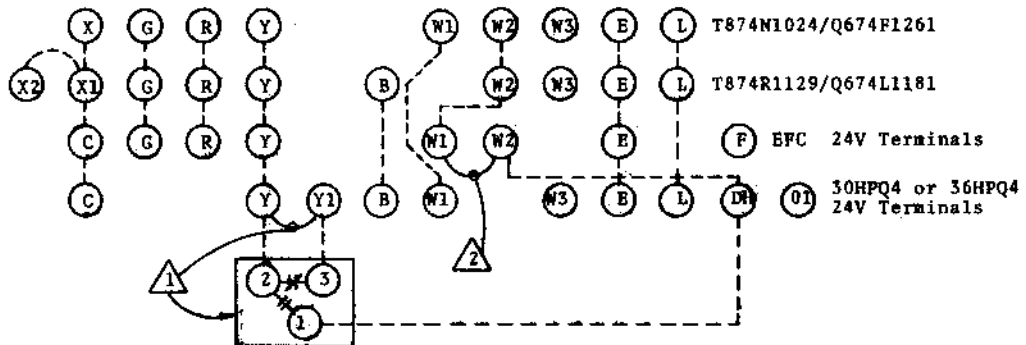 X G R Y W1 W2 W3 E L T874N1024/Q674F1261
X2 X1 G R Y B W2 W3 E L T874R1129/Q674L1181
C G R Y W1 W2 E F EFC 24V Terminals
C Y Y1 B W1 W3 E L DH O1 30HPQ4 or 36HPQ4
24V Terminals
1 2 3 2
1